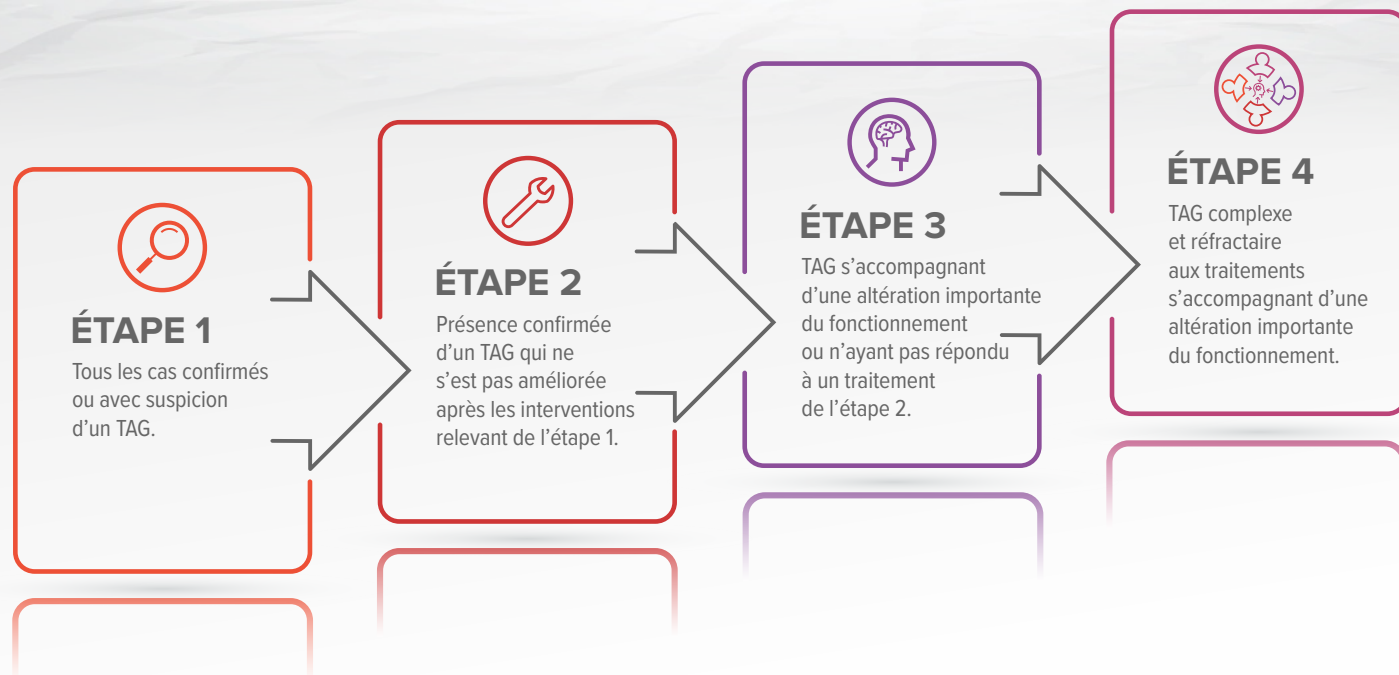 ÉTAPE 1
Tous les cas confirmés
ou avec suspicion
d’un TAG.
ÉTAPE 2
Présence confirmée
d’un TAG qui ne
s’est pas améliorée
après les interventions
relevant de l’étape 1.
ÉTAPE 3
TAG s’accompagnant
d’une altération importante
du fonctionnement
ou n’ayant pas répondu
à un traitement
de l’étape 2.
ÉTAPE 4
TAG complexe
et réfractaire
aux traitements
s’accompagnant d’une
altération importante
du fonctionnement.